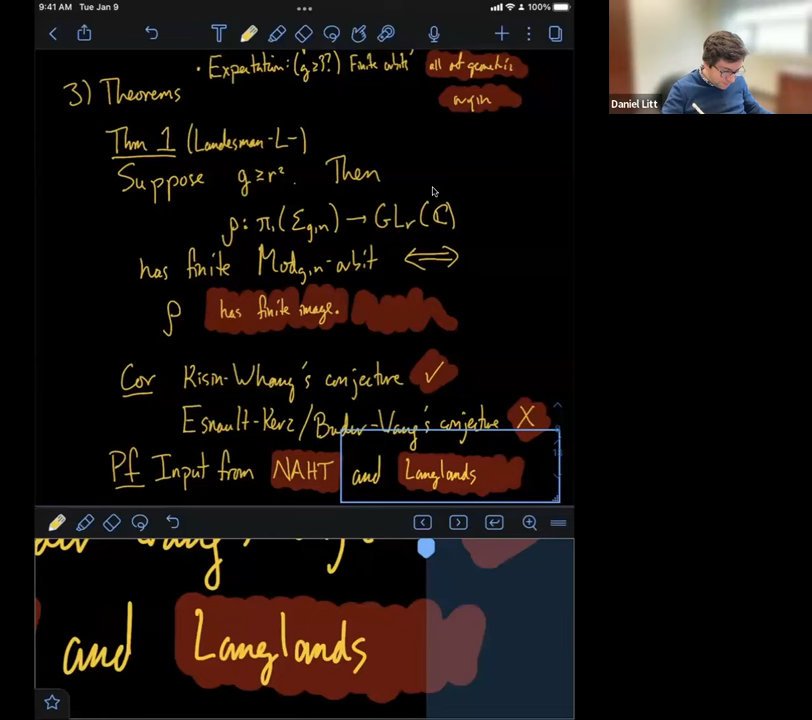 9:41 AM Tue Jan 9
100%
• Expectation: (g ≥ ??) Finite orbits all of geometric
origin
3) Theorems
Thm 1 (Landesman-L-)
Suppose g ≥ r². Then
ρ: π₁(Σg,n) → GLr(ℂ)
has finite Modg,n-orbit ⟺
ρ has finite image.
Cor Kisin-Whang's conjecture ✓
Esnault-Kerz/Budur-Wang's conjecture X
Pf Input from NAHT and Langlands
and Langlands
Daniel Litt